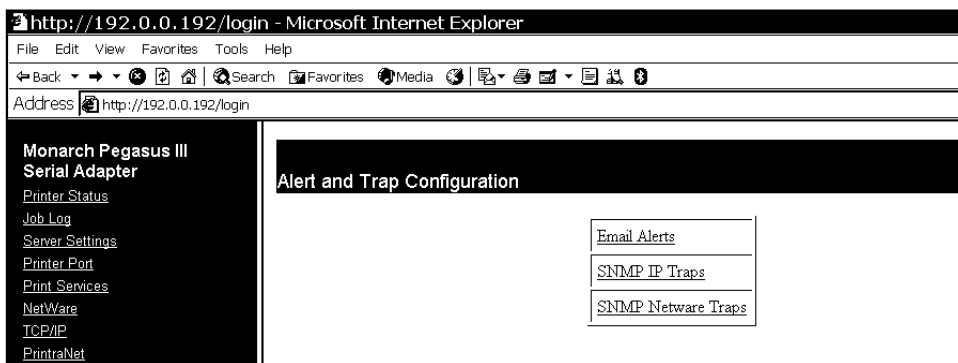 http://192.0.0.192/login - Microsoft Internet Explorer
File Edit View Favorites Tools Help
Back Search Favorites Media
Address http://192.0.0.192/login
Monarch Pegasus III
Serial Adapter
Printer Status
Job Log
Server Settings
Printer Port
Print Services
NetWare
TCP/IP
PrintraNet
Alert and Trap Configuration
Email Alerts
SNMP IP Traps
SNMP Netware Traps